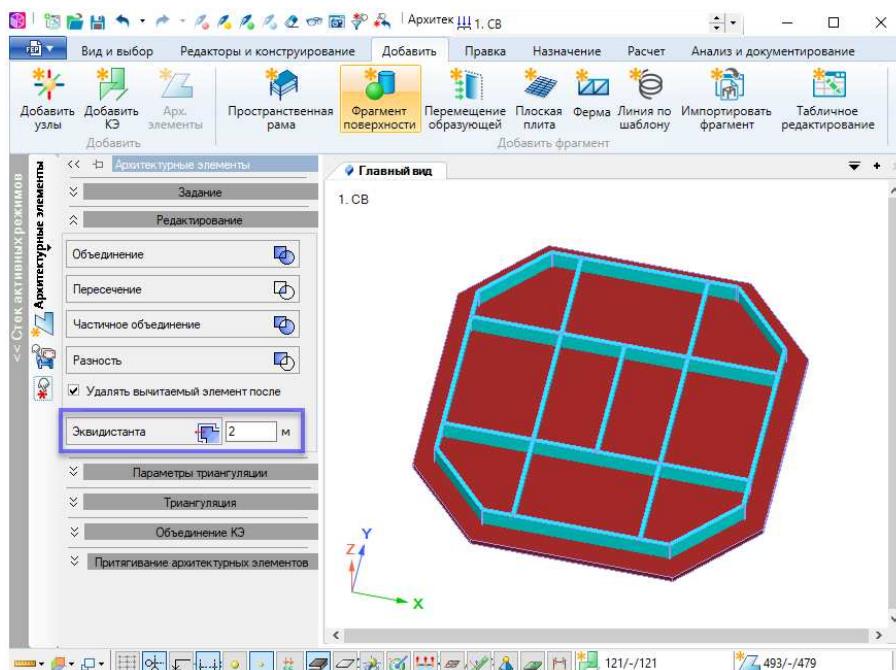 Архитек
1. СВ
Вид и выбор
Редакторы и конструирование
Добавить
Правка
Назначение
Расчет
Анализ и документирование
Добавить узлы
Добавить КЭ
Арх. элементы
Пространственная рама
Фрагмент поверхности
Перемещение образующей
Плоская плита
Ферма
Линия по шаблону
Импортировать фрагмент
Табличное редактирование
Добавить
Добавить фрагмент
<< Стек активных режимов
Архитектурные элементы
<< Архитектурные элементы
Задание
Редактирование
Объединение
Пересечение
Частичное объединение
Разность
Удалять вычитаемый элемент после
Эквидистанта 2 м
Параметры триангуляции
Триангуляция
Объединение КЭ
Притягивание архитектурных элементов
Главный вид
1. СВ
Y
Z
X
121/-/121
493/-/479